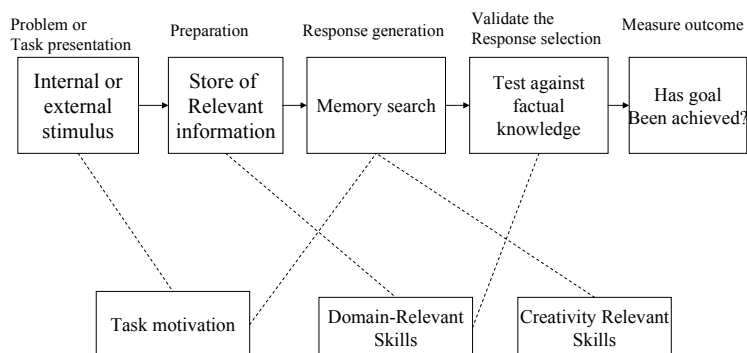 Problem or
Task presentation
Preparation
Response generation
Validate the
Response selection
Measure outcome
Internal or
external
stimulus
Store of
Relevant
information
Memory search
Test against
factual
knowledge
Has goal
Been achieved?
Task motivation
Domain-Relevant
Skills
Creativity Relevant
Skills